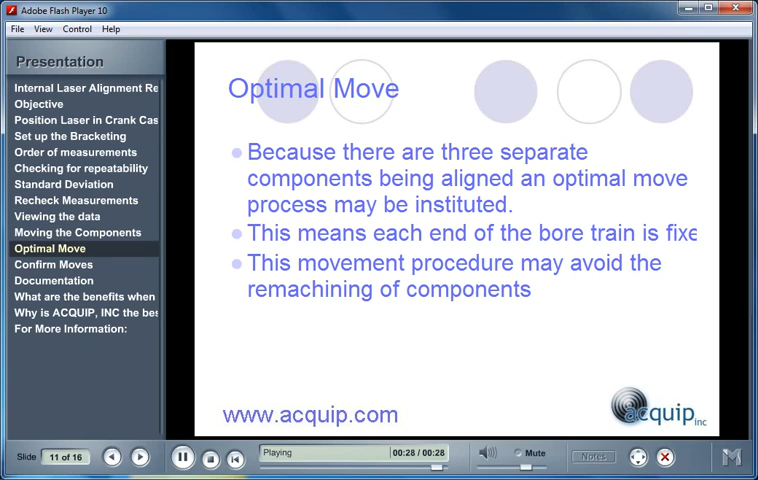 Adobe Flash Player 10
File View Control Help
Presentation
Internal Laser Alignment Re
Objective
Position Laser in Crank Cas
Set up the Bracketing
Order of measurements
Checking for repeatability
Standard Deviation
Recheck Measurements
Viewing the data
Moving the Components
Optimal Move
Confirm Moves
Documentation
What are the benefits when
Why is ACQUIP, INC the bes
For More Information:
Optimal Move
Because there are three separate
components being aligned an optimal move
process may be instituted.
This means each end of the bore train is fixe
This movement procedure may avoid the
remachining of components
www.acquip.com
acquip inc
Slide 11 of 16
Playing 00:28 / 00:28
Mute
Notes